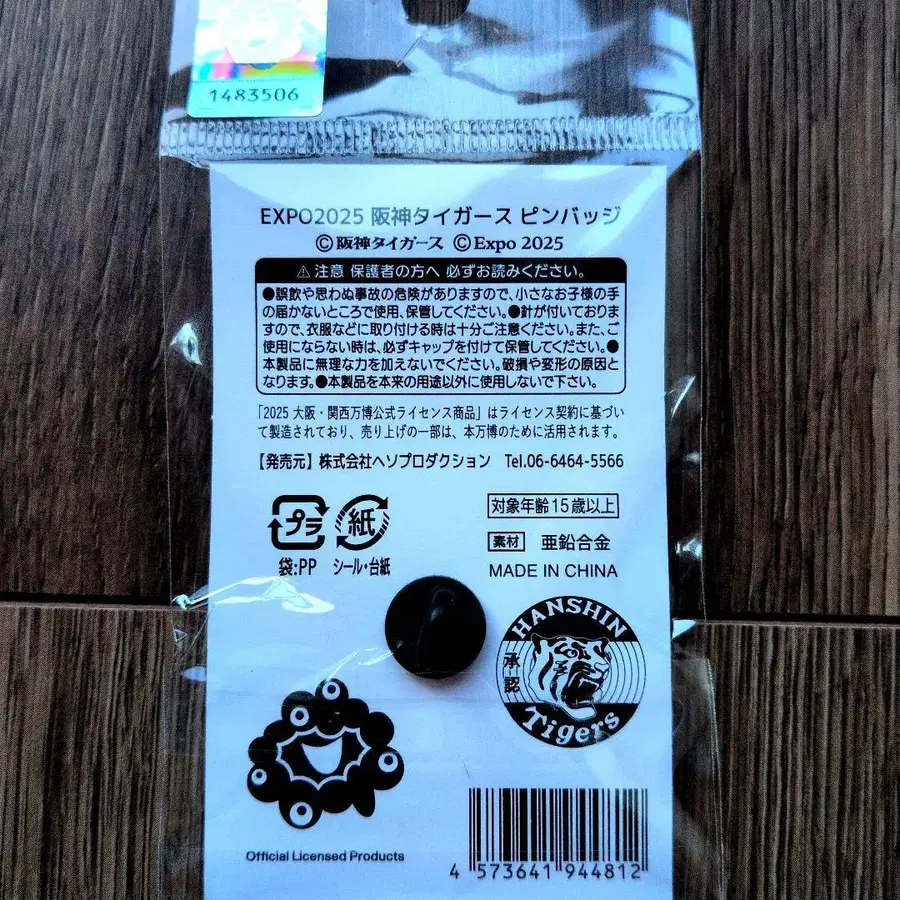 1483506
EXPO2025 阪神タイガース ピンバッジ
©阪神タイガース ©Expo 2025
⚠注意 保護者の方へ 必ずお読みください。
●誤飲や思わぬ事故の危険がありますので、小さなお子様の手
の届かないところで使用、保管してください。●針が付いておりま
すので、衣服などに取り付ける時は十分ご注意ください。また、ご
使用にならない時は、必ずキャップを付けて保管してください。●
本製品に無理な力を加えないでください。破損や変形の原因と
なります。●本製品を本来の用途以外に使用しないで下さい。
「2025 大阪・関西万博公式ライセンス商品」はライセンス契約に基づい
て製造されており、売り上げの一部は、本万博のために活用されます。
【発売元】株式会社ヘソプロダクション Tel.06-6464-5566
プラ
紙
袋:PP シール・台紙
対象年齢15歳以上
素材 亜鉛合金
MADE IN CHINA
HANSHIN
承認
Tigers
Official Licensed Products
4 573641 944812